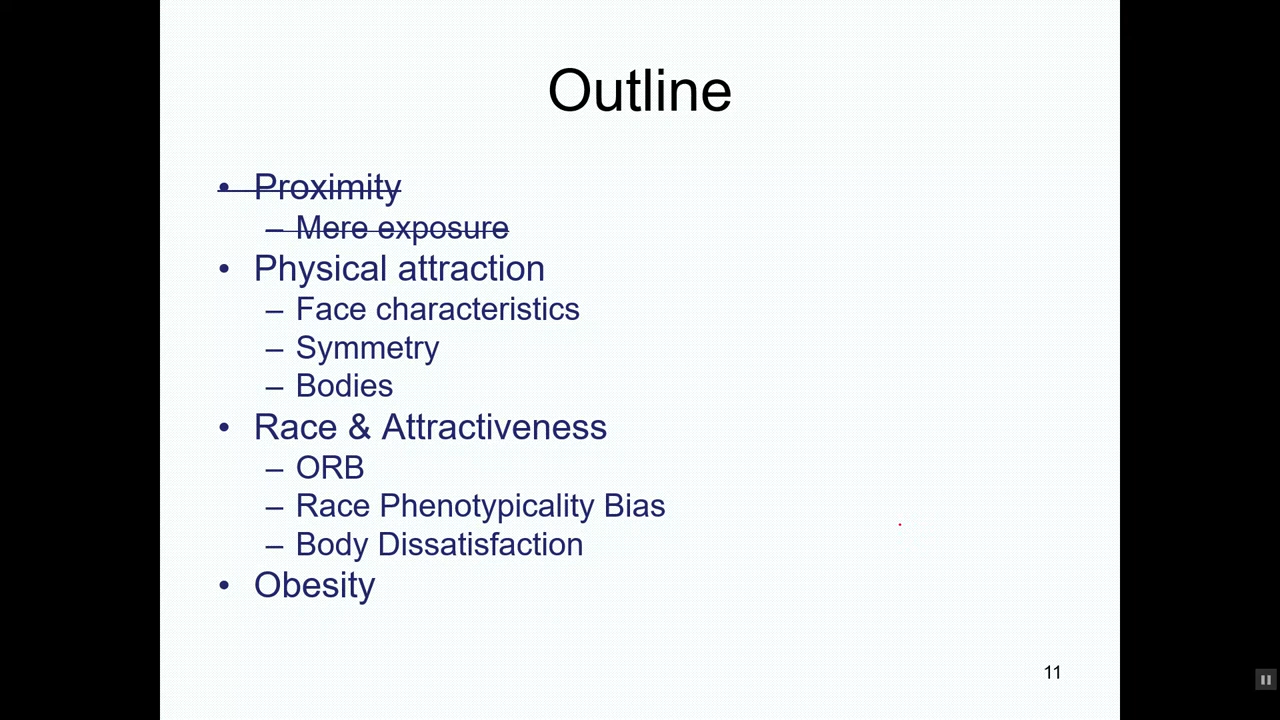 Outline
• Proximity
– Mere exposure
• Physical attraction
– Face characteristics
– Symmetry
– Bodies
• Race & Attractiveness
– ORB
– Race Phenotypicality Bias
– Body Dissatisfaction
• Obesity
11